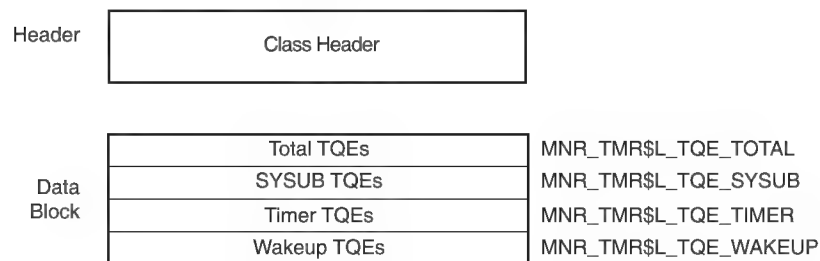 Header
Class Header
Data
Block
Total TQEs MNR_TMR$L_TQE_TOTAL
SYSUB TQEs MNR_TMR$L_TQE_SYSUB
Timer TQEs MNR_TMR$L_TQE_TIMER
Wakeup TQEs MNR_TMR$L_TQE_WAKEUP